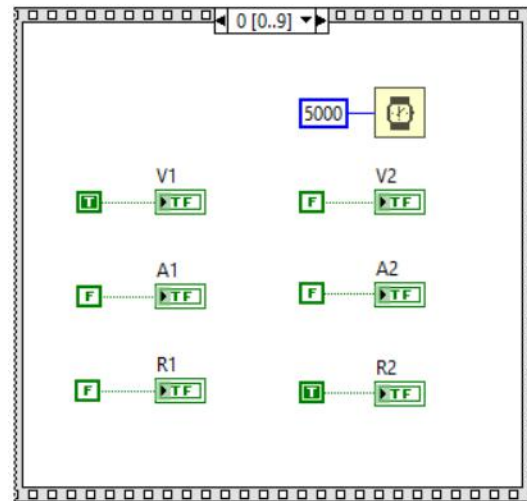 0 [0..9]
5000
V1 V2
T TF F TF
A1 A2
F TF F TF
R1 R2
F TF T TF